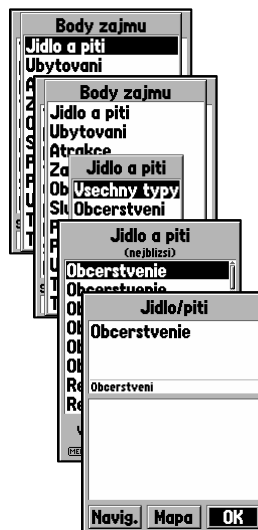 Body zajmu
Jidlo a piti
Ubytovani
Body zajmu
Jidlo a piti
Ubytovani
Atrakce
Jidlo a piti
Vsechny typy
Obcerstveni
Jidlo a piti
(nejblizsi)
Obcerstvenie
Obcerstvenie
Jidlo/piti
Obcerstvenie
Obcerstveni
Navig. Mapa OK